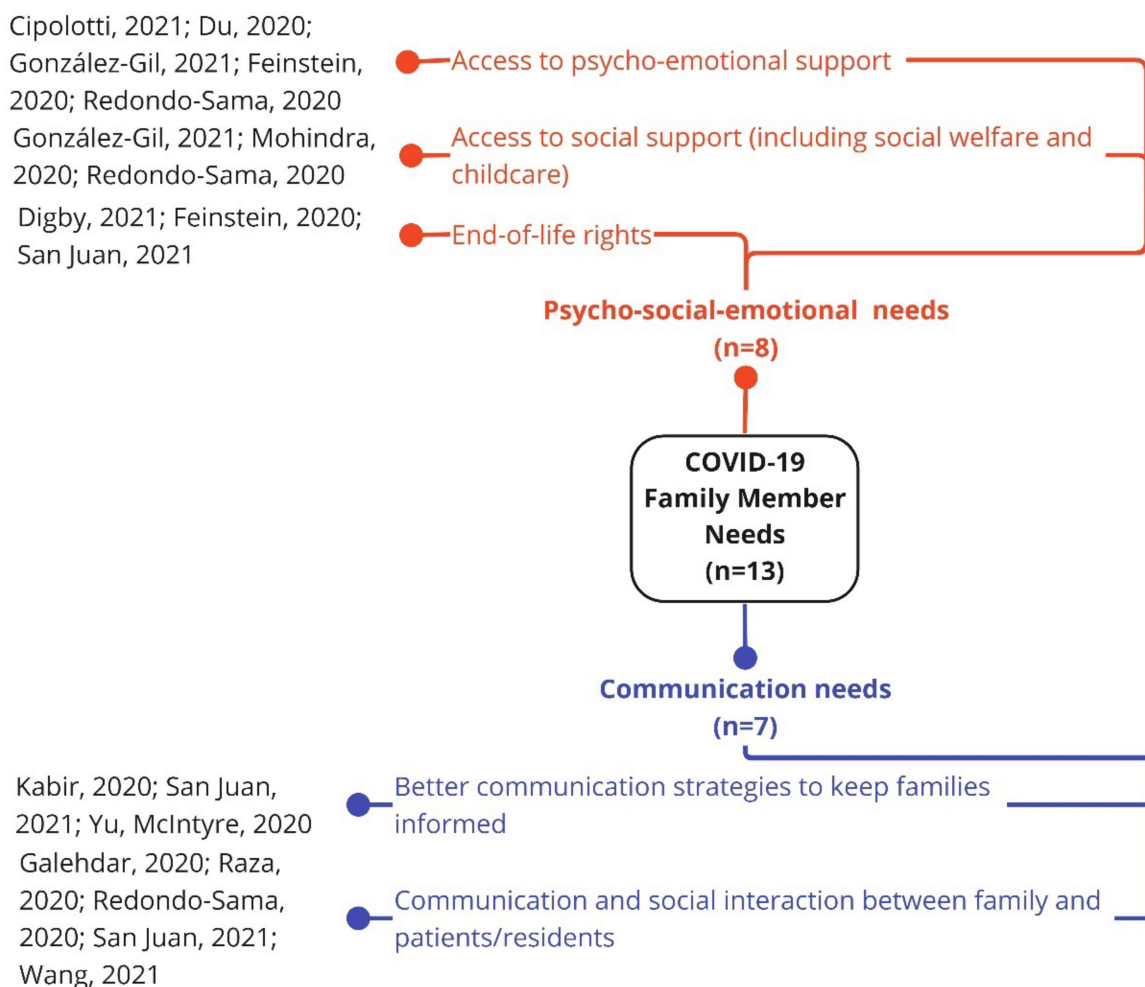 Cipolotti, 2021; Du, 2020;
González-Gil, 2021; Feinstein,
2020; Redondo-Sama, 2020
Access to psycho-emotional support
González-Gil, 2021; Mohindra,
2020; Redondo-Sama, 2020
Access to social support (including social welfare and
childcare)
Digby, 2021; Feinstein, 2020;
San Juan, 2021
End-of-life rights
Psycho-social-emotional needs
(n=8)
COVID-19
Family Member
Needs
(n=13)
Communication needs
(n=7)
Kabir, 2020; San Juan,
2021; Yu, McIntyre, 2020
Better communication strategies to keep families
informed
Galehdar, 2020; Raza,
2020; Redondo-Sama,
2020; San Juan, 2021;
Wang, 2021
Communication and social interaction between family and
patients/residents